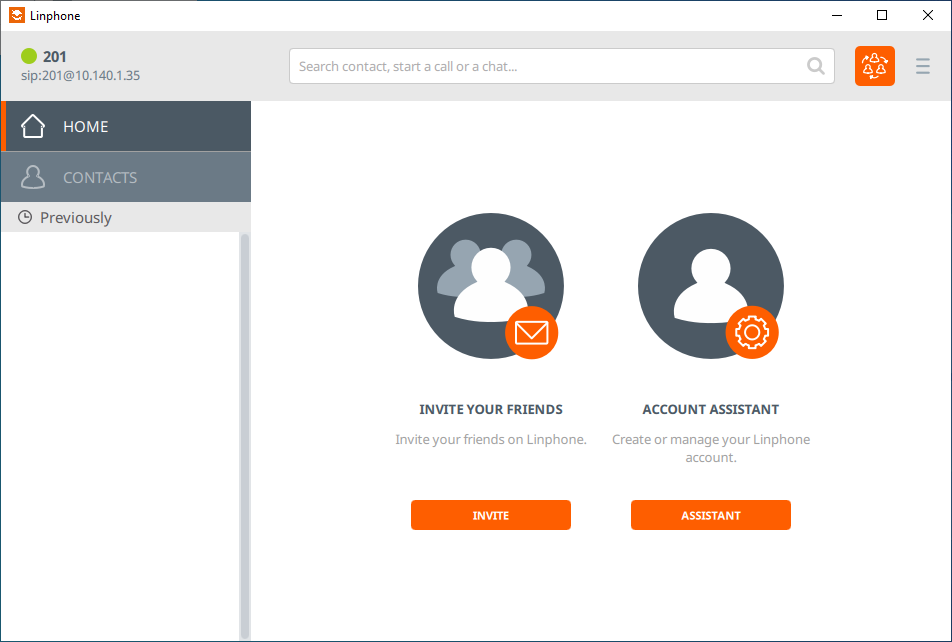 Linphone
201
sip:201@10.140.1.35
Search contact, start a call or a chat...
HOME
CONTACTS
Previously
INVITE YOUR FRIENDS
Invite your friends on Linphone.
INVITE
ACCOUNT ASSISTANT
Create or manage your Linphone
account.
ASSISTANT